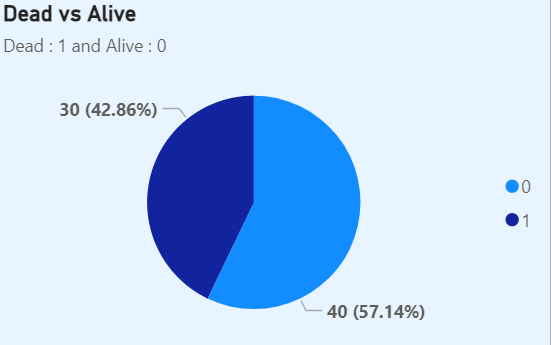 Dead vs Alive
Dead : 1 and Alive : 0
30 (42.86%)
0
1
40 (57.14%)